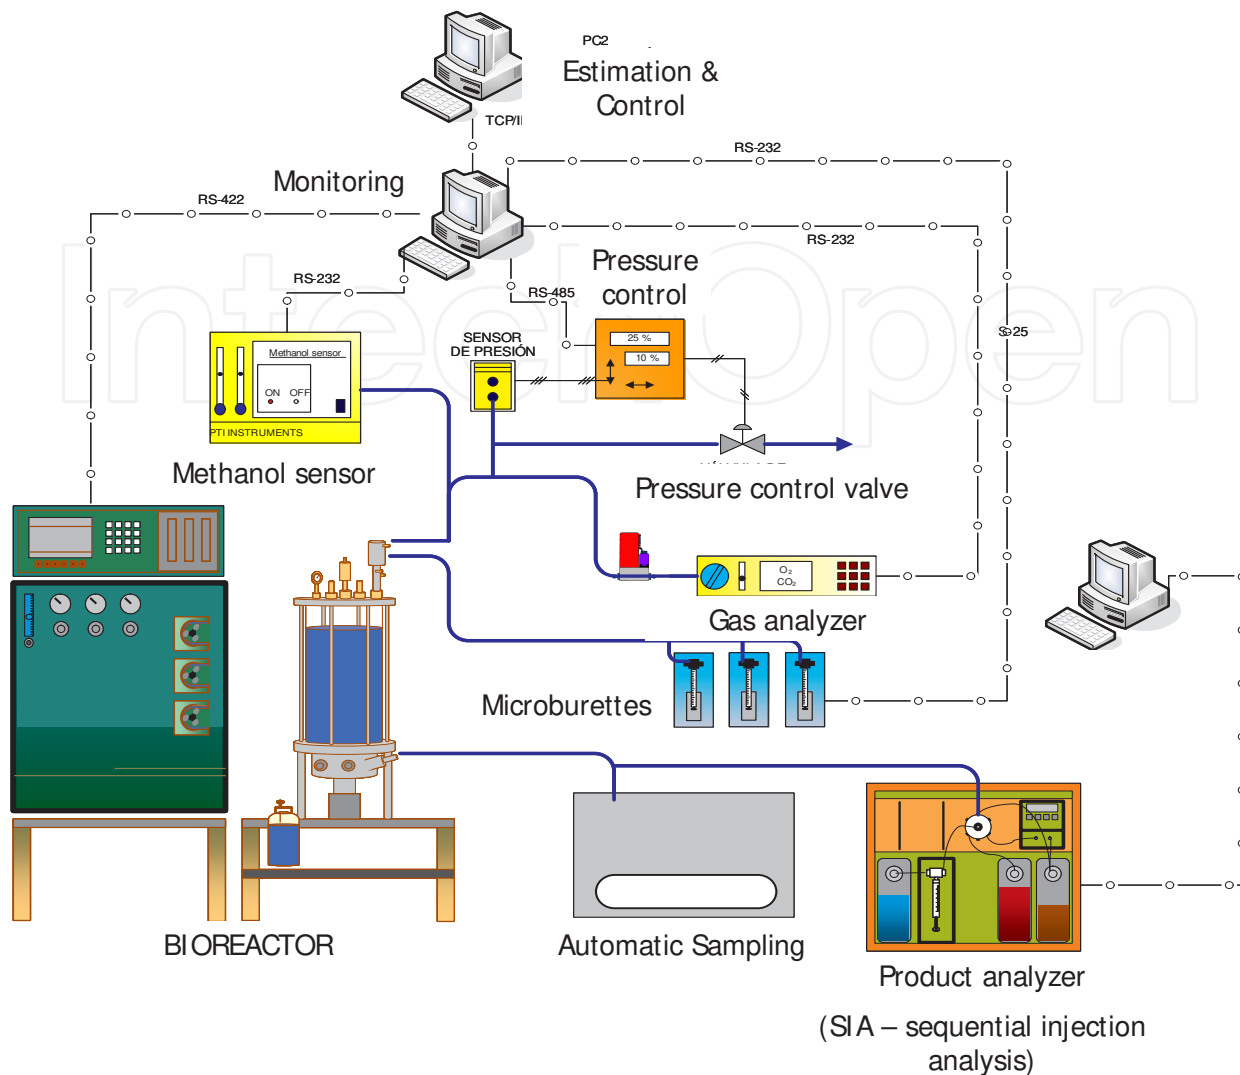 PC2
Estimation &
Control
TCP/I
RS-232
Monitoring
RS-422
RS-232
RS-232
Pressure
control
RS-485
SENSOR
DE PRESIÓN
25 %
10 %
S-25
Methanol sensor
ON OFF
PTI INSTRUMENTS
Methanol sensor
Pressure control valve
O2
CO2
Gas analyzer
Microburettes
BIOREACTOR
Automatic Sampling
Product analyzer
(SIA – sequential injection
analysis)
IntechOpen